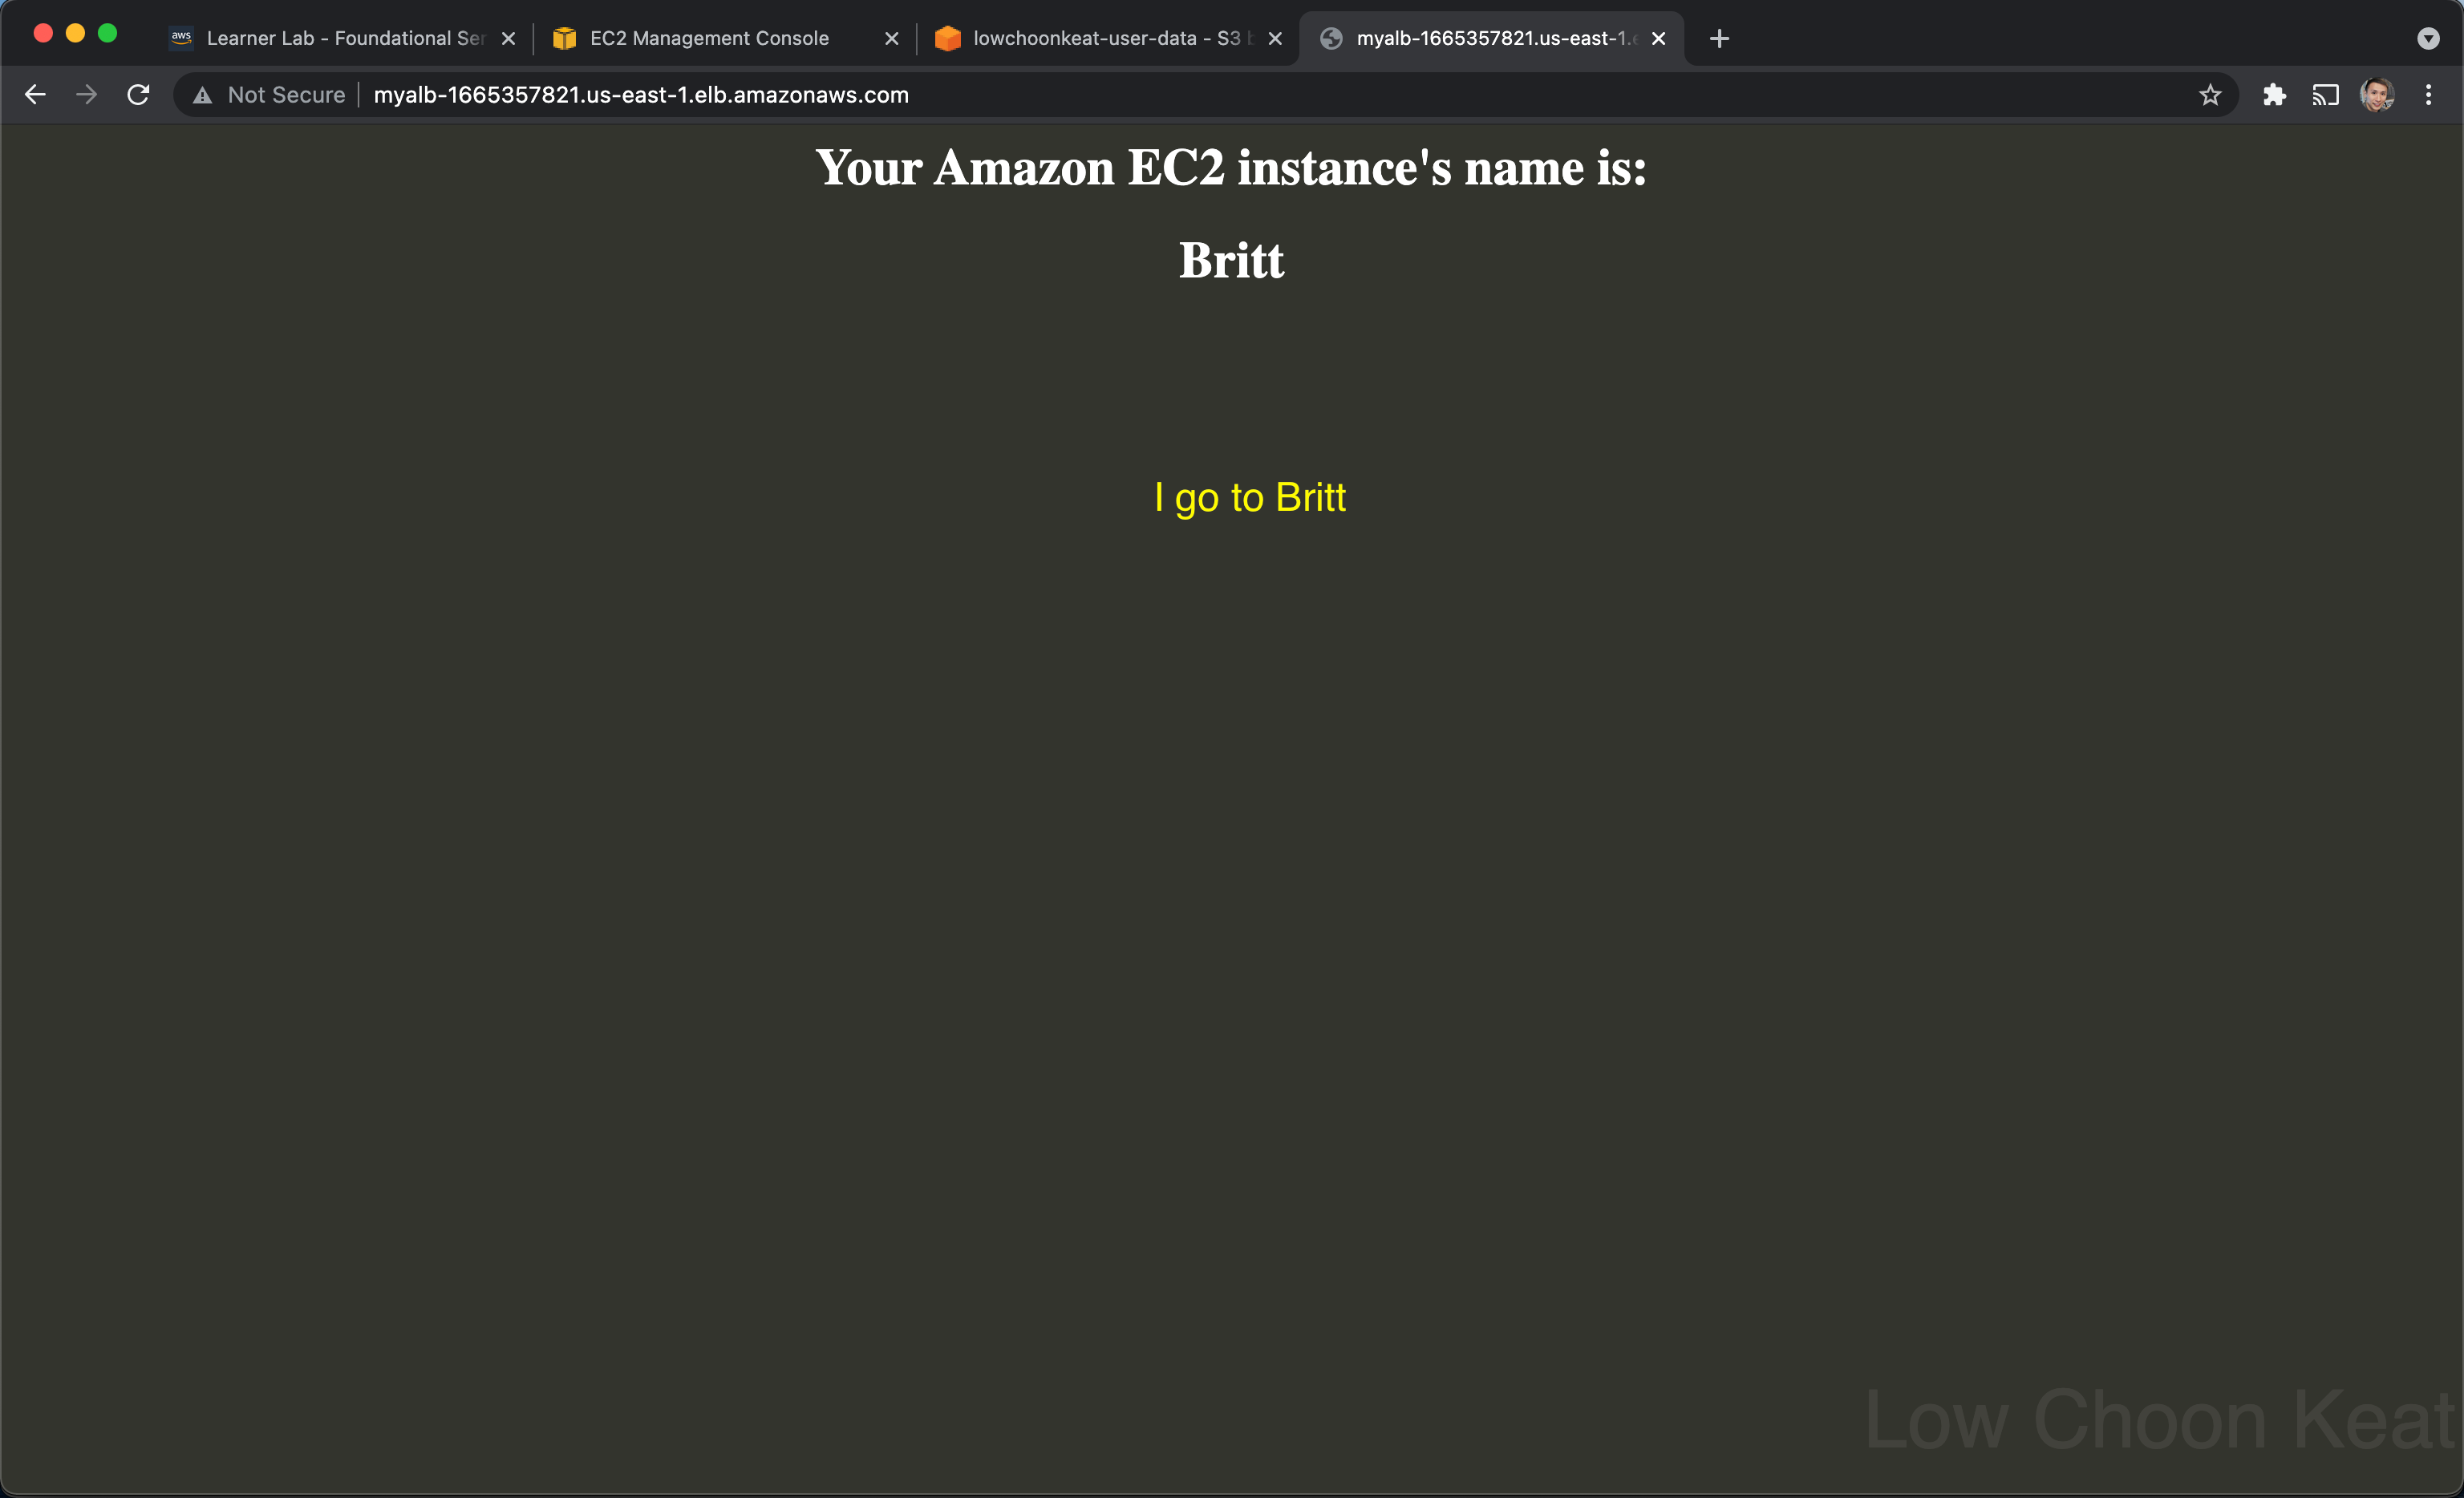 aws Learner Lab - Foundational Ser
EC2 Management Console
lowchoonkeat-user-data - S3 b
myalb-1665357821.us-east-1.e
Not Secure myalb-1665357821.us-east-1.elb.amazonaws.com
Your Amazon EC2 instance's name is:
Britt
I go to Britt
Low Choon Keat